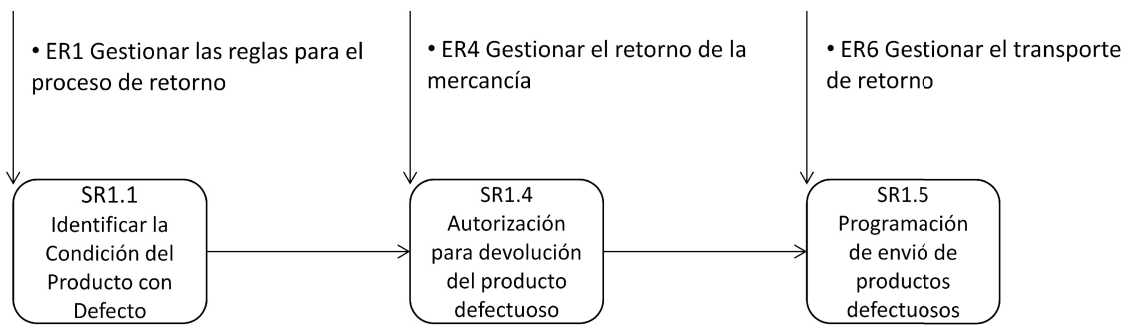 • ER1 Gestionar las reglas para el
proceso de retorno
• ER4 Gestionar el retorno de la
mercancía
• ER6 Gestionar el transporte
de retorno
SR1.1
Identificar la
Condición del
Producto con
Defecto
SR1.4
Autorización
para devolución
del producto
defectuoso
SR1.5
Programación
de envió de
productos
defectuosos